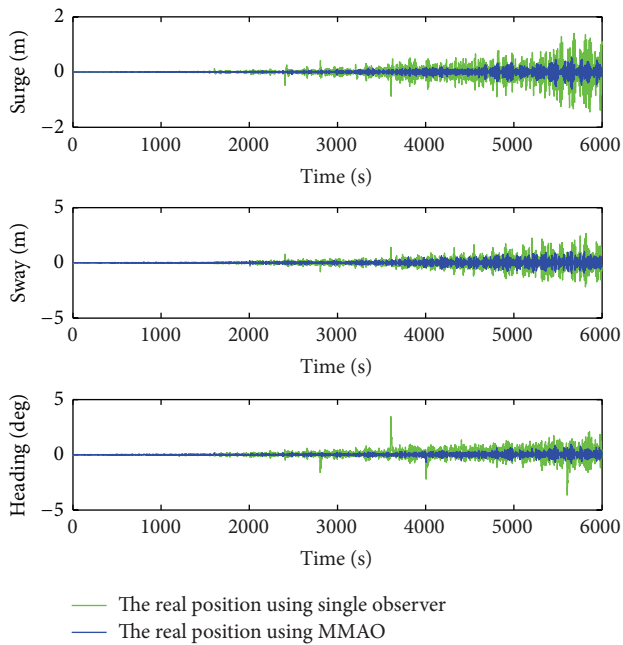 Surge (m)
2
0
−2
0 1000 2000 3000 4000 5000 6000
Time (s)
Sway (m)
5
0
−5
0 1000 2000 3000 4000 5000 6000
Time (s)
Heading (deg)
5
0
−5
0 1000 2000 3000 4000 5000 6000
Time (s)
The real position using single observer
The real position using MMAO